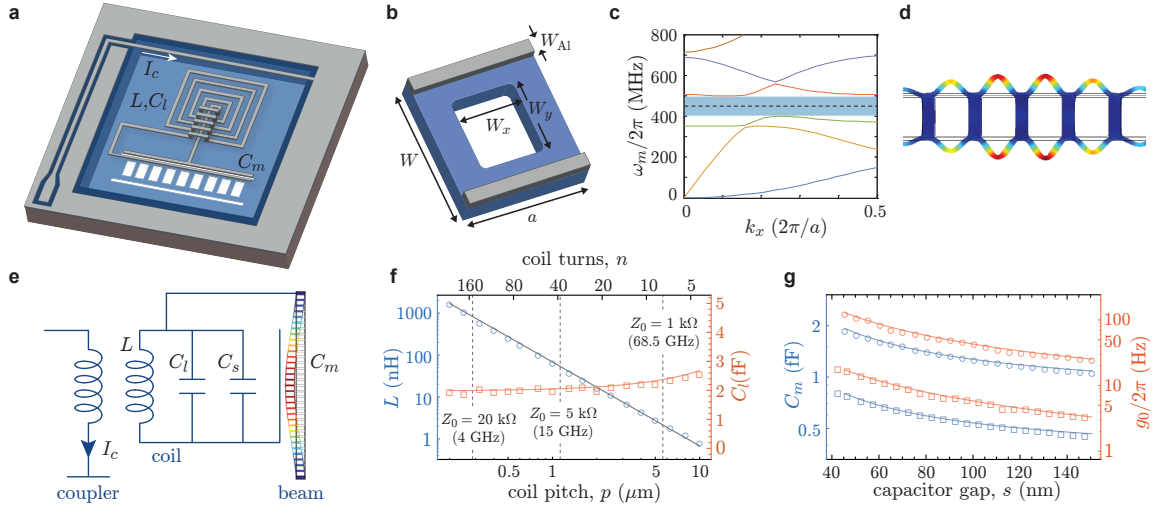 a
I_c
L,C_l
C_m
b
W_Al
W_y
W_x
W
a
c
ω_m/2π (MHz)
800
600
400
200
0
0
0.5
k_x (2π/a)
d
e
L
C_l
C_s
C_m
I_c
coil
coupler
beam
f
coil turns, n
160
80
40
20
10
5
L (nH)
1000
100
10
1
Z_0 = 1 kΩ
(68.5 GHz)
Z_0 = 20 kΩ
(4 GHz)
Z_0 = 5 kΩ
(15 GHz)
5
4
3
2
1
0
C_l(fF)
0.5
1
5
10
coil pitch, p (μm)
g
C_m (fF)
2
1
0.5
100
50
10
5
3
1
g_0/2π (Hz)
40
60
80
100
120
140
capacitor gap, s (nm)